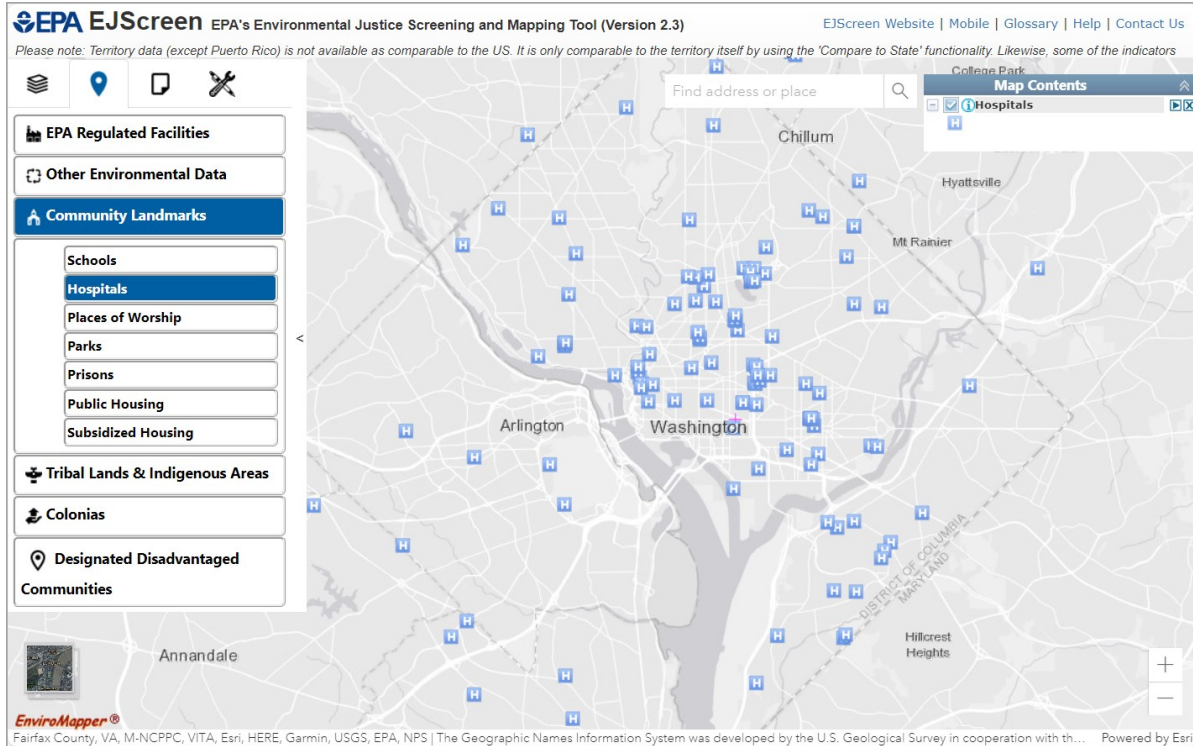 EPA EJScreen EPA's Environmental Justice Screening and Mapping Tool (Version 2.3)
EJScreen Website | Mobile | Glossary | Help | Contact Us
Please note: Territory data (except Puerto Rico) is not available as comparable to the US. It is only comparable to the territory itself by using the 'Compare to State' functionality. Likewise, some of the indicators
Find address or place
Map Contents
Hospitals
H
EPA Regulated Facilities
Other Environmental Data
Community Landmarks
Schools
Hospitals
Places of Worship
Parks
Prisons
Public Housing
Subsidized Housing
<
Tribal Lands & Indigenous Areas
Colonias
Designated Disadvantaged
Communities
College Park
Chillum
Hyattsville
Mt Rainier
Arlington
Washington
DISTRICT OF COLUMBIA
MARYLAND
Hillcrest
Heights
Annandale
EnviroMapper ®
Fairfax County, VA, M-NCPPC, VITA, Esri, HERE, Garmin, USGS, EPA, NPS | The Geographic Names Information System was developed by the U.S. Geological Survey in cooperation with th... Powered by Esri